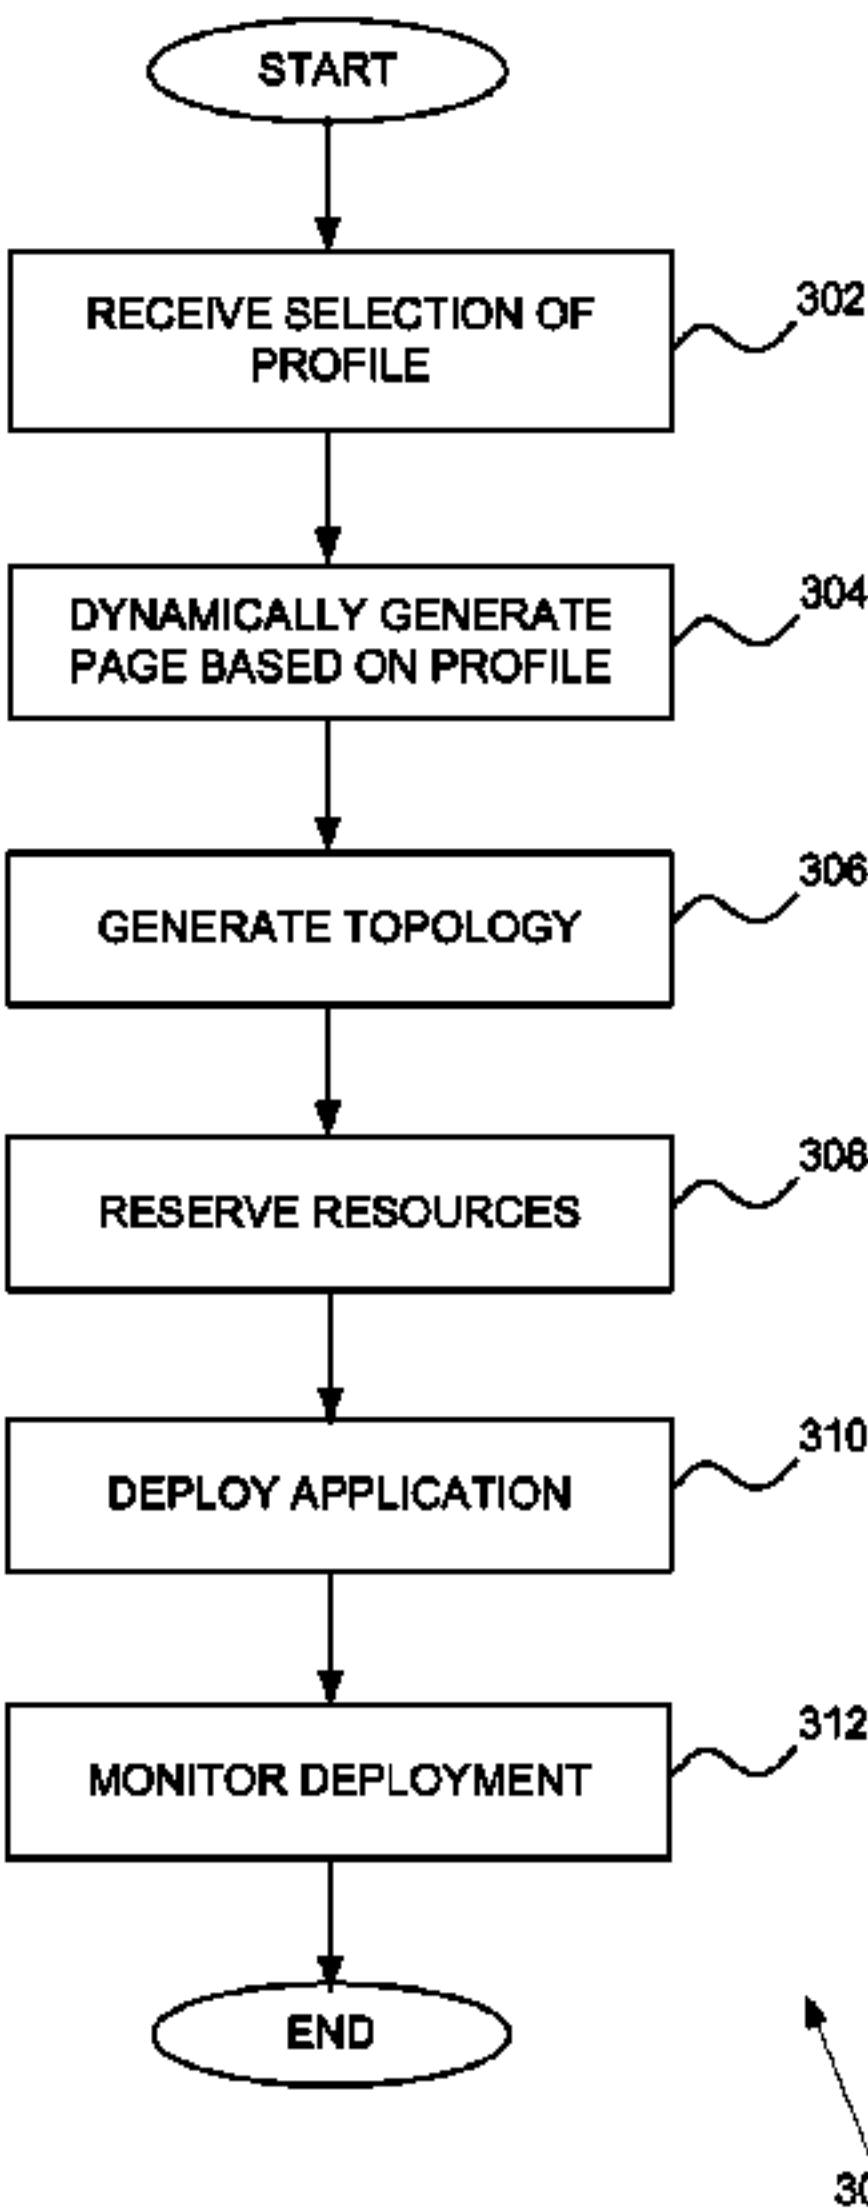 START
RECEIVE SELECTION OF
PROFILE
302
DYNAMICALLY GENERATE
PAGE BASED ON PROFILE
304
GENERATE TOPOLOGY
306
RESERVE RESOURCES
308
DEPLOY APPLICATION
310
MONITOR DEPLOYMENT
312
END